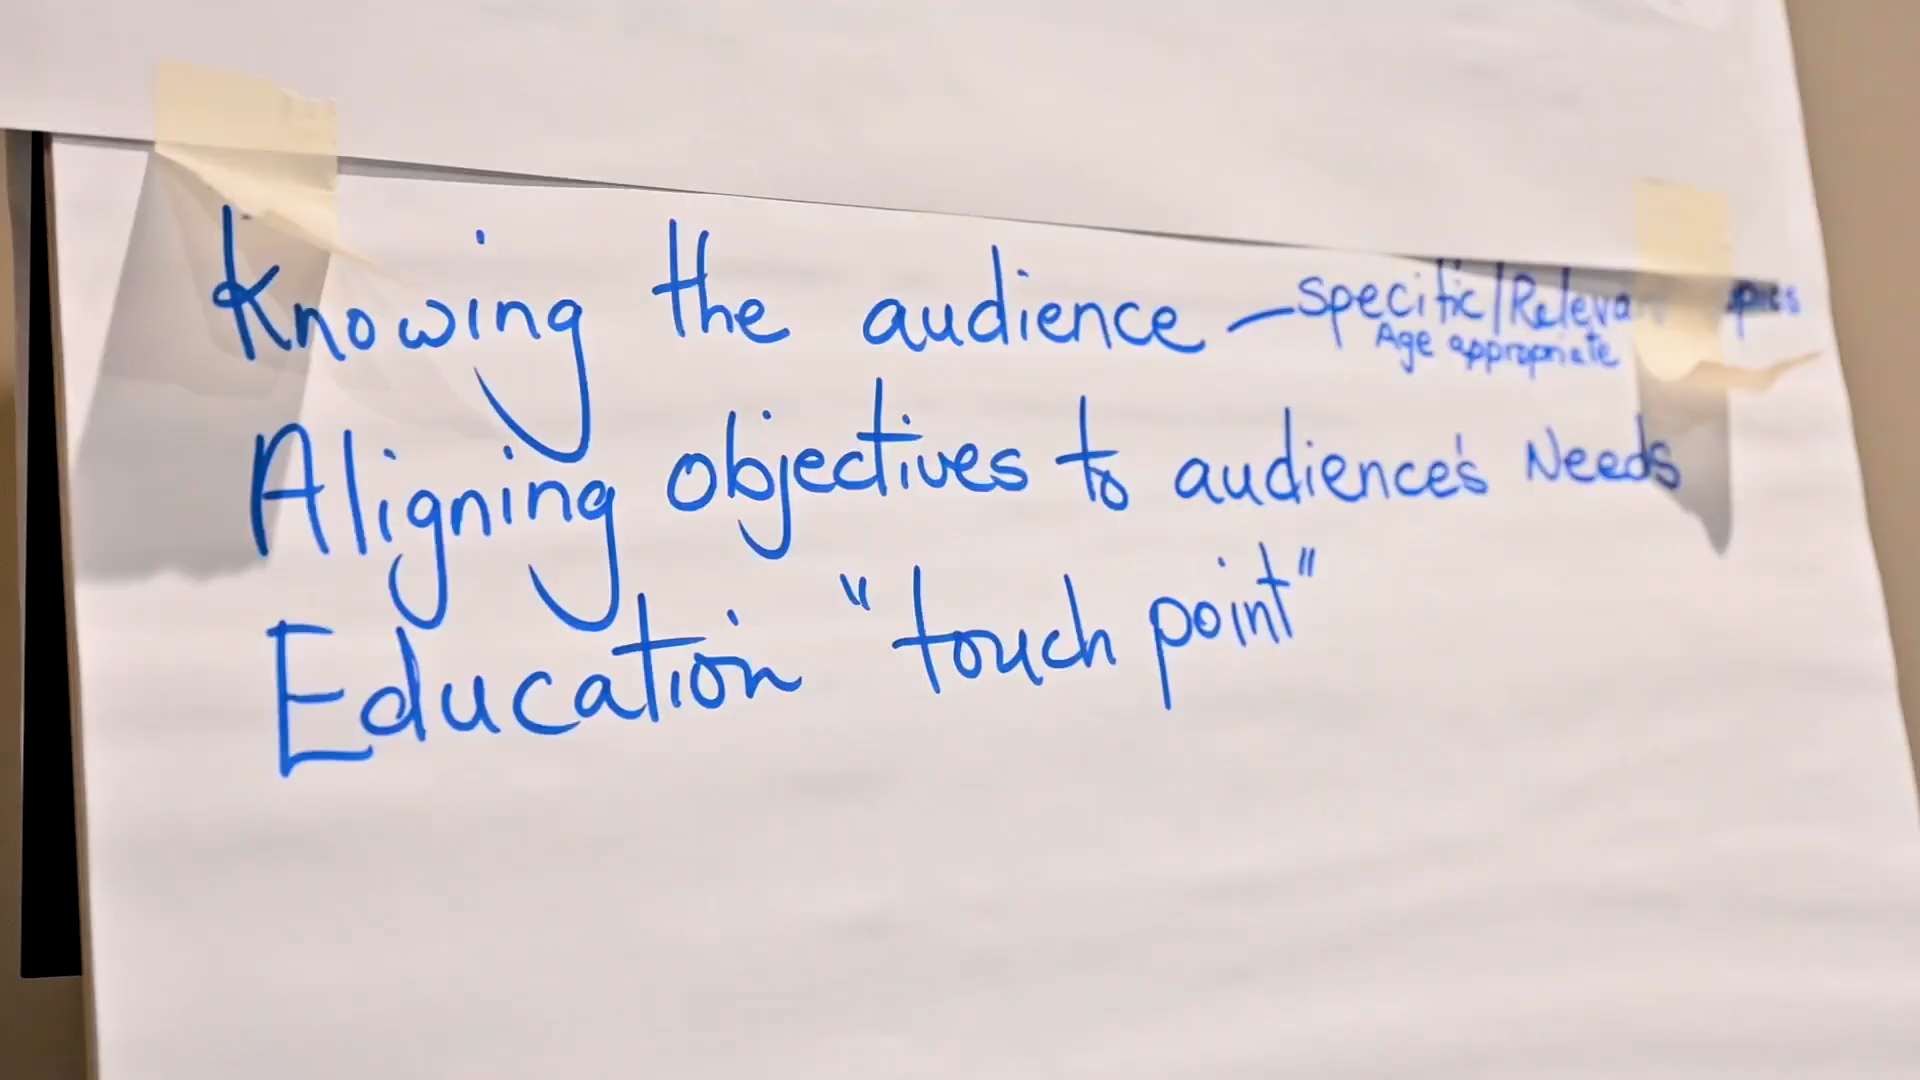 Knowing the audience — Specific/Releva
Age appropriate
Aligning objectives to audience's Needs
Education "touch point"